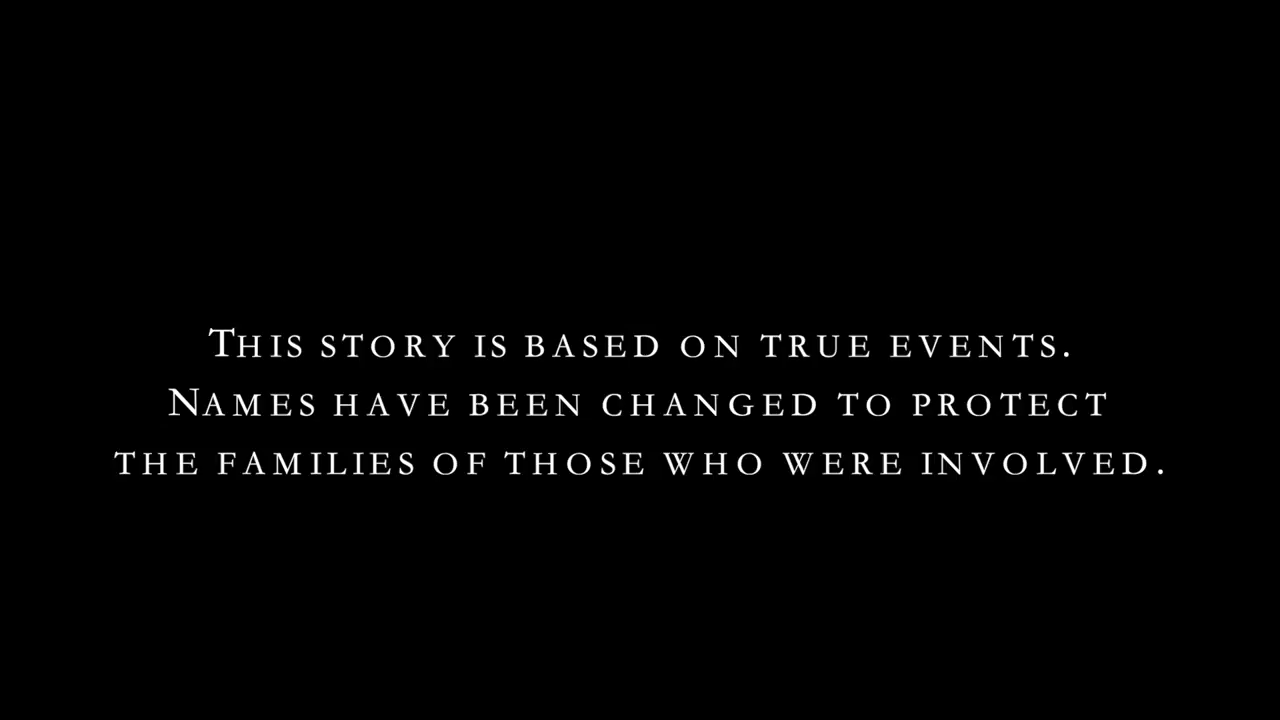 This story is based on true events.
Names have been changed to protect
the families of those who were involved.